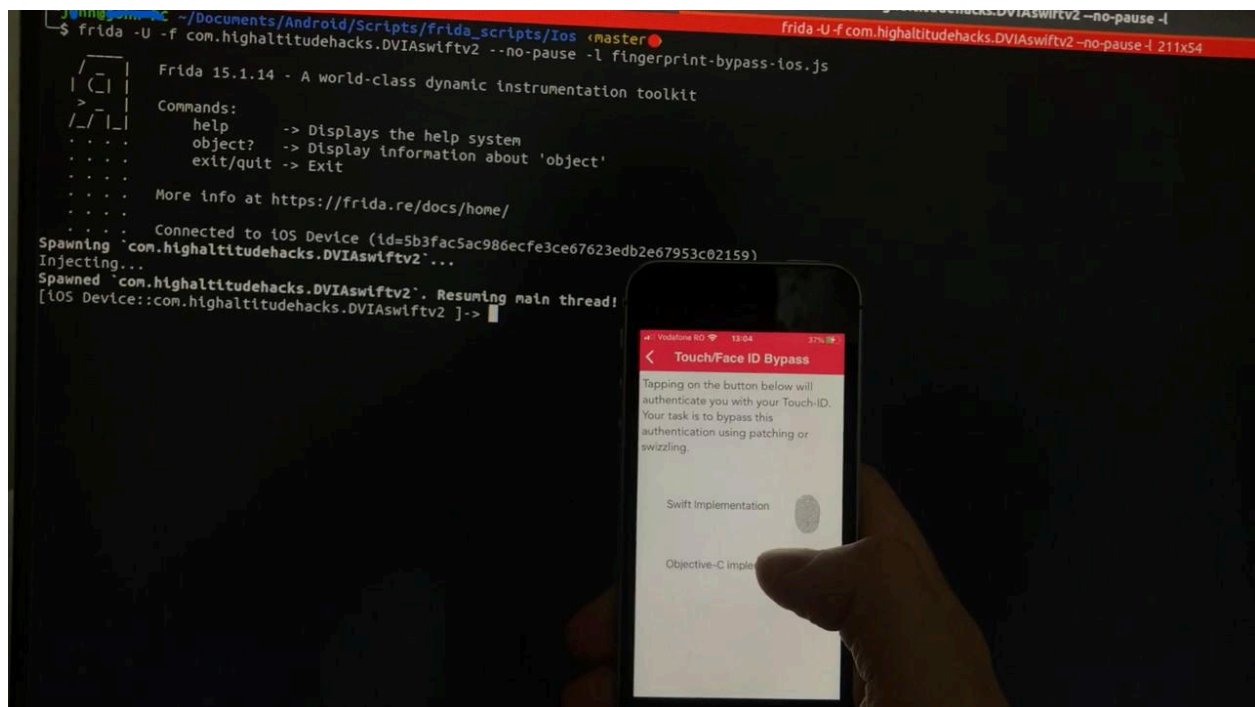 ~/Documents/Android/Scripts/frida_scripts/Ios ‹master
$ frida -U -f com.highaltitudehacks.DVIAswiftv2 --no-pause -l fingerprint-bypass-ios.js
Frida 15.1.14 - A world-class dynamic instrumentation toolkit
Commands:
help -> Displays the help system
object? -> Display information about 'object'
exit/quit -> Exit
More info at https://frida.re/docs/home/
Connected to iOS Device (id=5b3fac5ac986ecfe3ce67623edb2e67953c02159)
Spawning `com.highaltitudehacks.DVIAswiftv2`...
Injecting...
Spawned `com.highaltitudehacks.DVIAswiftv2`. Resuming main thread!
[iOS Device::com.highaltitudehacks.DVIAswiftv2 ]->
DVIAswiftv2 --no-pause -l
frida -U -f com.highaltitudehacks.DVIAswiftv2 --no-pause -l 211x54
Vodafone RO 13:04 37%
Touch/Face ID Bypass
Tapping on the button below will
authenticate you with your Touch-ID.
Your task is to bypass this
authentication using patching or
swizzling.
Swift Implementation
Objective-C